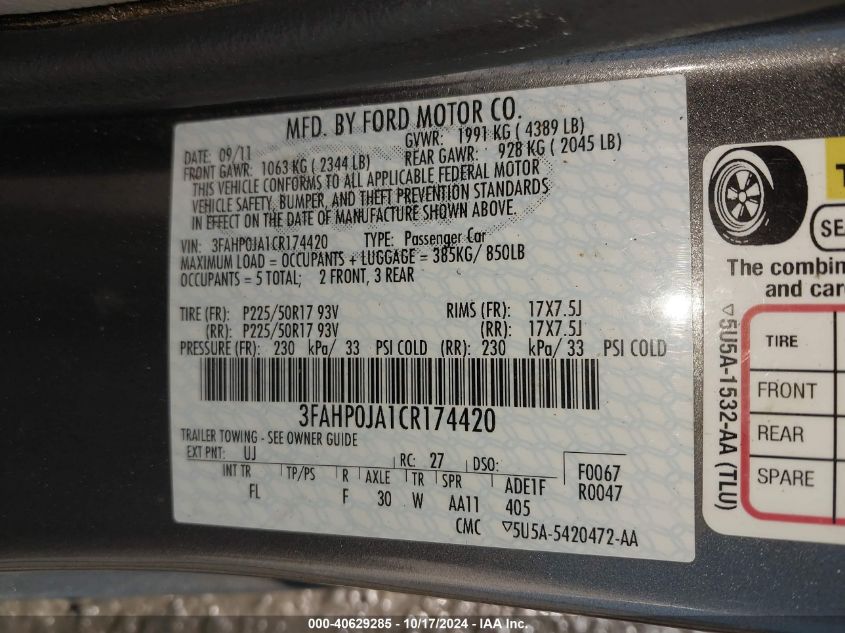 MFD. BY FORD MOTOR CO.
DATE: 09/11 GVWR: 1991 KG ( 4389 LB)
FRONT GAWR: 1063 KG ( 2344 LB) REAR GAWR: 928 KG ( 2045 LB)
THIS VEHICLE CONFORMS TO ALL APPLICABLE FEDERAL MOTOR
VEHICLE SAFETY, BUMPER, AND THEFT PREVENTION STANDARDS
IN EFFECT ON THE DATE OF MANUFACTURE SHOWN ABOVE.
VIN: 3FAHP0JA1CR174420 TYPE: Passenger Car
MAXIMUM LOAD = OCCUPANTS + LUGGAGE = 385KG/ 850LB
OCCUPANTS = 5 TOTAL; 2 FRONT, 3 REAR
TIRE (FR): P225/50R17 93V RIMS (FR): 17X7.5J
(RR): P225/50R17 93V (RR): 17X7.5J
PRESSURE (FR): 230 kPa/ 33 PSI COLD (RR): 230 kPa/ 33 PSI COLD
3FAHP0JA1CR174420
TRAILER TOWING - SEE OWNER GUIDE
EXT PNT: UJ RC: 27 DSO: F0067
INT TR TP/PS R AXLE TR SPR ADE1F R0047
FL F 30 W AA11 405
CMC ▽5U5A-5420472-AA
T
SEA
The combin
and carg
▽5U5A-1532-AA (TLU)
TIRE
FRONT
REAR
SPARE
000-40629285 - 10/17/2024 - IAA Inc.